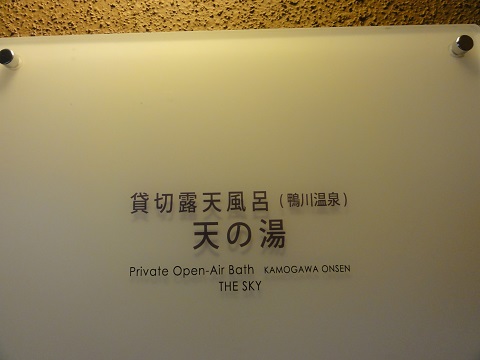 貸切露天風呂(鴨川温泉)
天の湯
Private Open-Air Bath KAMOGAWA ONSEN
THE SKY